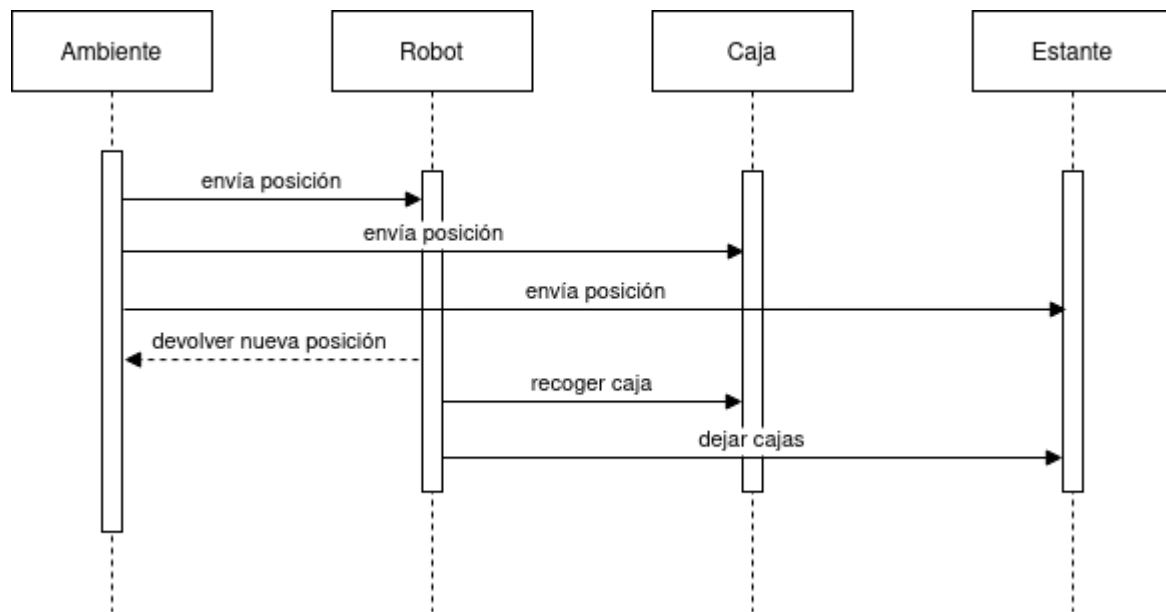 Ambiente
Robot
Caja
Estante
envía posición
envía posición
envía posición
devolver nueva posición
recoger caja
dejar cajas